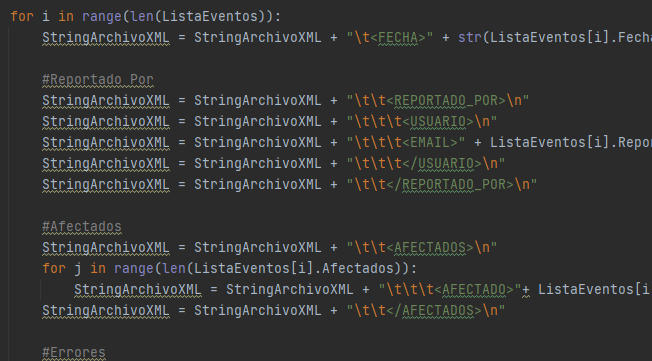 for i in range(len(ListaEventos)):
StringArchivoXML = StringArchivoXML + "\t<FECHA>" + str(ListaEventos[i].Fecha
#Reportado Por
StringArchivoXML = StringArchivoXML + "\t\t<REPORTADO_POR>\n"
StringArchivoXML = StringArchivoXML + "\t\t\t<USUARIO>\n"
StringArchivoXML = StringArchivoXML + "\t\t\t<EMAIL>" + ListaEventos[i].Repor
StringArchivoXML = StringArchivoXML + "\t\t\t</USUARIO>\n"
StringArchivoXML = StringArchivoXML + "\t\t</REPORTADO_POR>\n"
#Afectados
StringArchivoXML = StringArchivoXML + "\t\t<AFECTADOS>\n"
for j in range(len(ListaEventos[i].Afectados)):
StringArchivoXML = StringArchivoXML + "\t\t\t<AFECTADO>"+ ListaEventos[i
StringArchivoXML = StringArchivoXML + "\t\t</AFECTADOS>\n"
#Errores